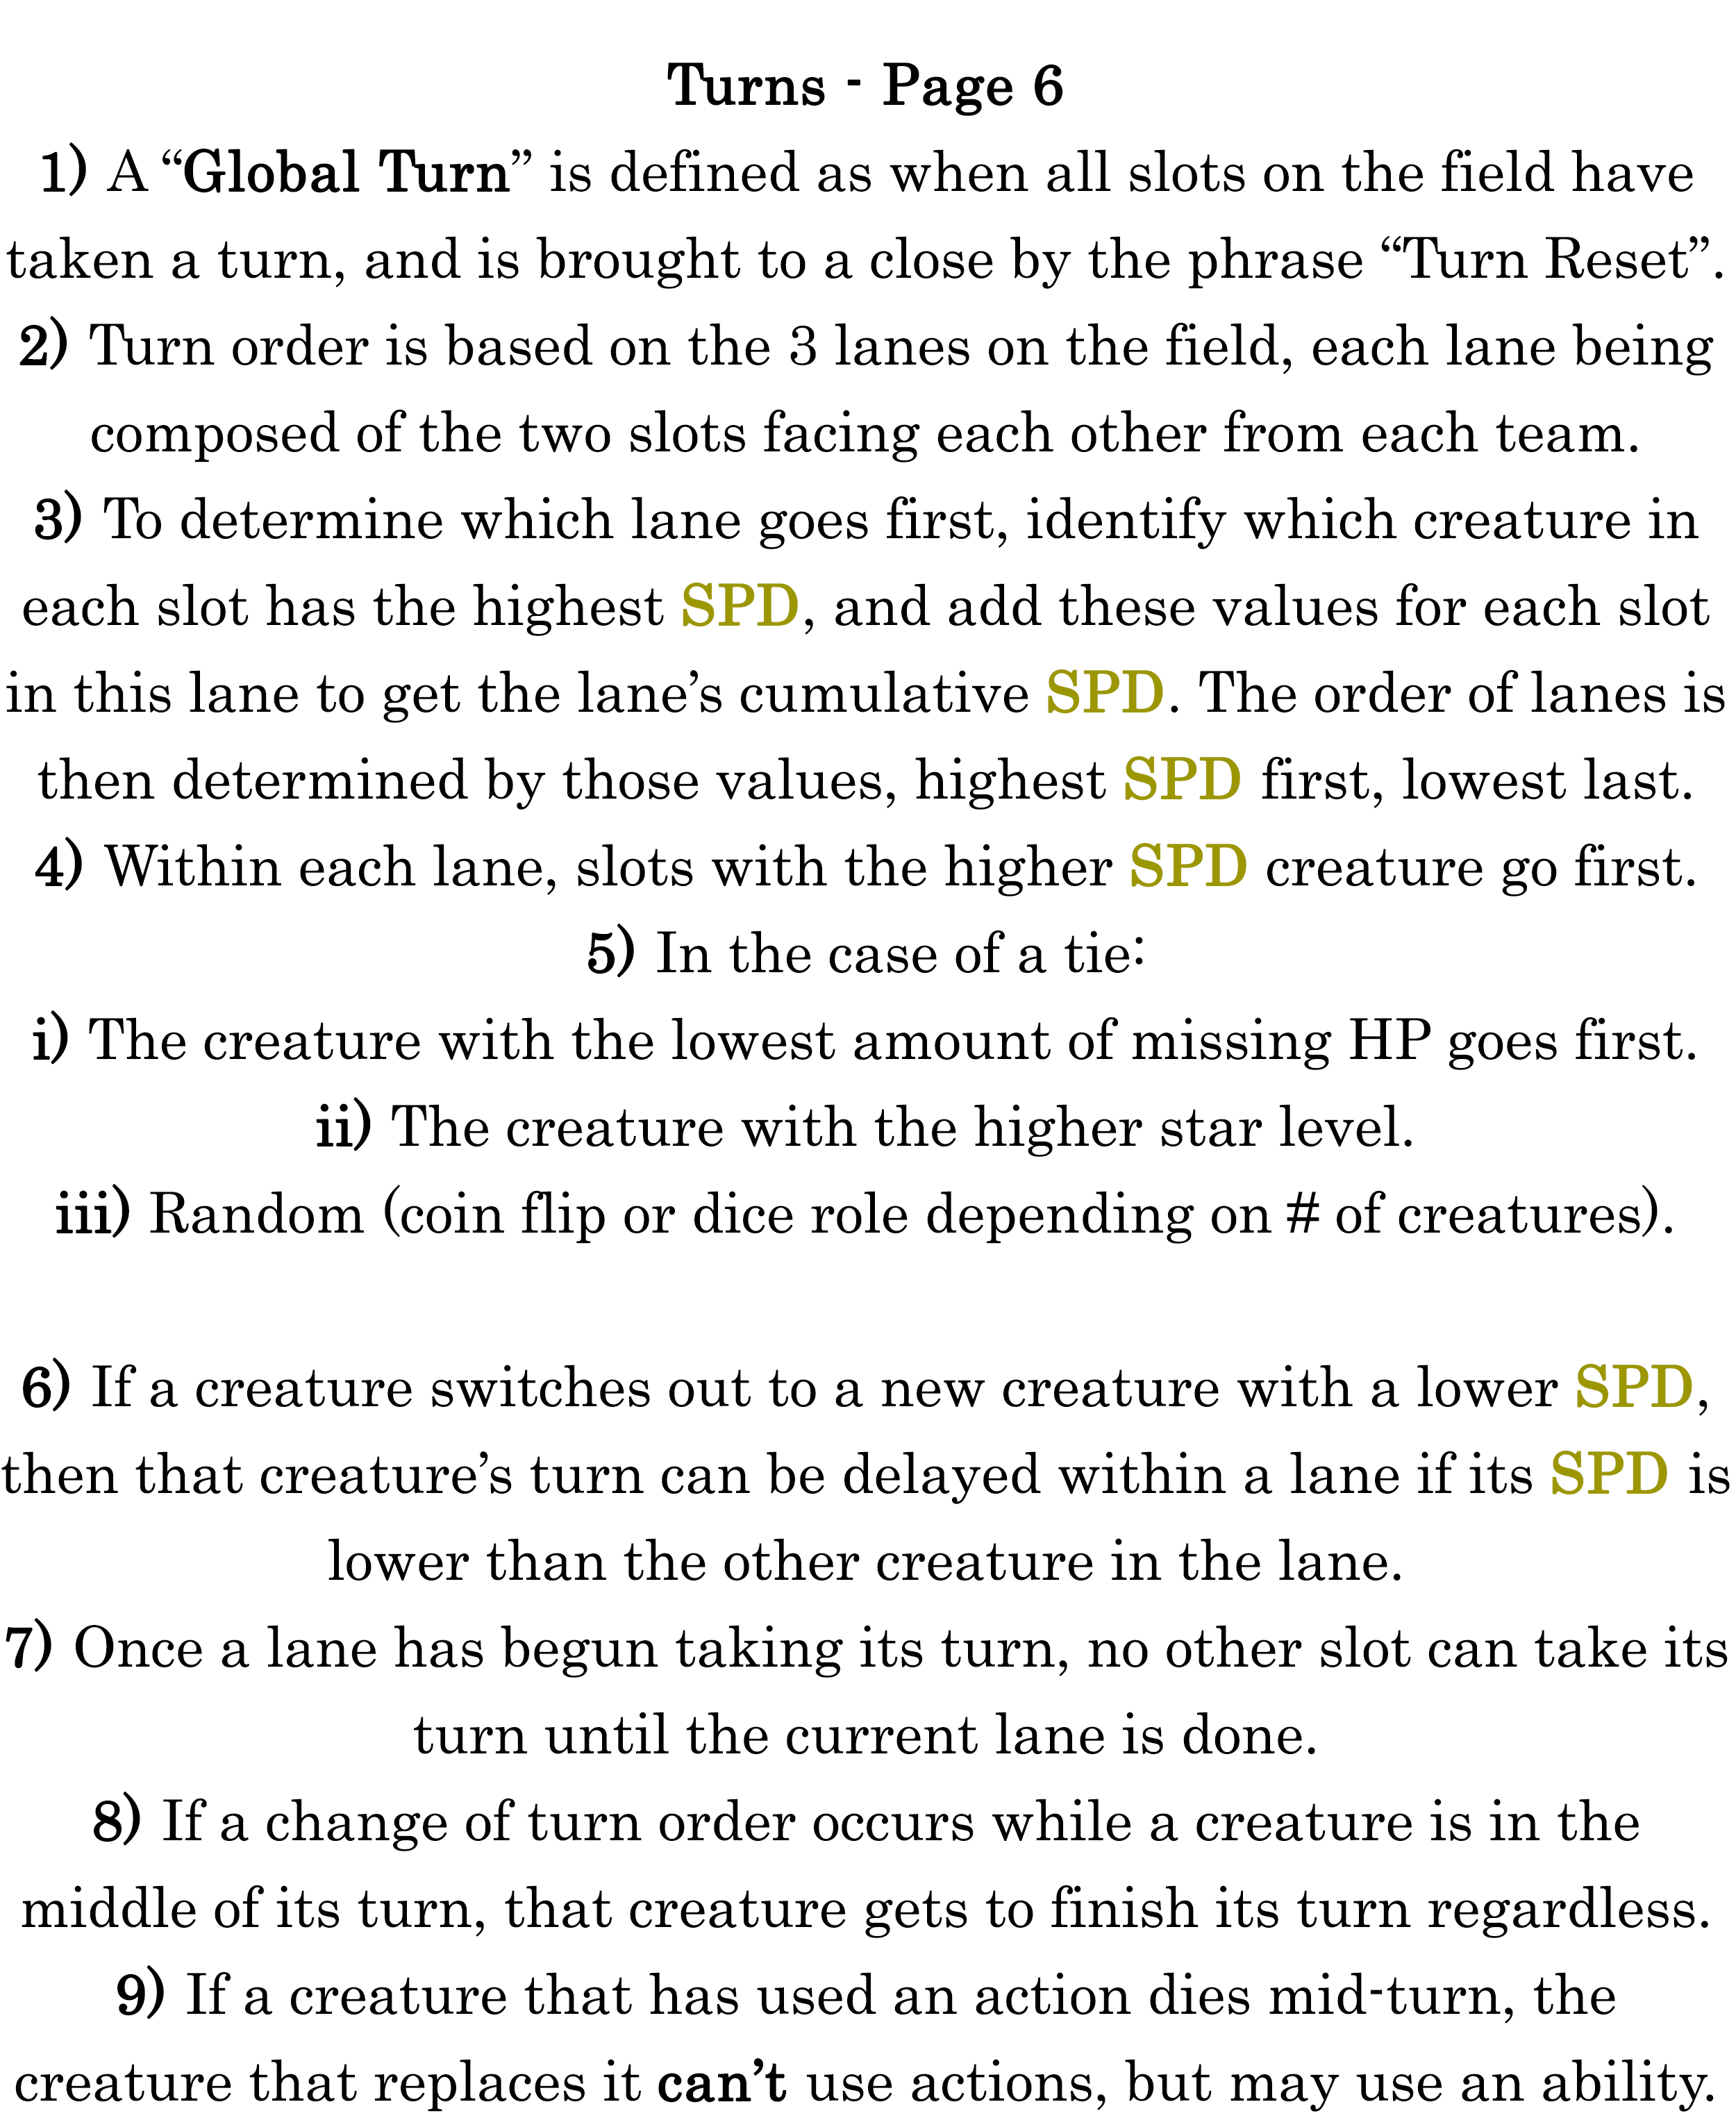 Turns - Page 6
1) A “Global Turn” is defined as when all slots on the field have
taken a turn, and is brought to a close by the phrase “Turn Reset”.
2) Turn order is based on the 3 lanes on the field, each lane being
composed of the two slots facing each other from each team.
3) To determine which lane goes first, identify which creature in
each slot has the highest SPD, and add these values for each slot
in this lane to get the lane’s cumulative SPD. The order of lanes is
then determined by those values, highest SPD first, lowest last.
4) Within each lane, slots with the higher SPD creature go first.
5) In the case of a tie:
i) The creature with the lowest amount of missing HP goes first.
ii) The creature with the higher star level.
iii) Random (coin flip or dice role depending on # of creatures).
6) If a creature switches out to a new creature with a lower SPD,
then that creature’s turn can be delayed within a lane if its SPD is
lower than the other creature in the lane.
7) Once a lane has begun taking its turn, no other slot can take its
turn until the current lane is done.
8) If a change of turn order occurs while a creature is in the
middle of its turn, that creature gets to finish its turn regardless.
9) If a creature that has used an action dies mid-turn, the
creature that replaces it can’t use actions, but may use an ability.